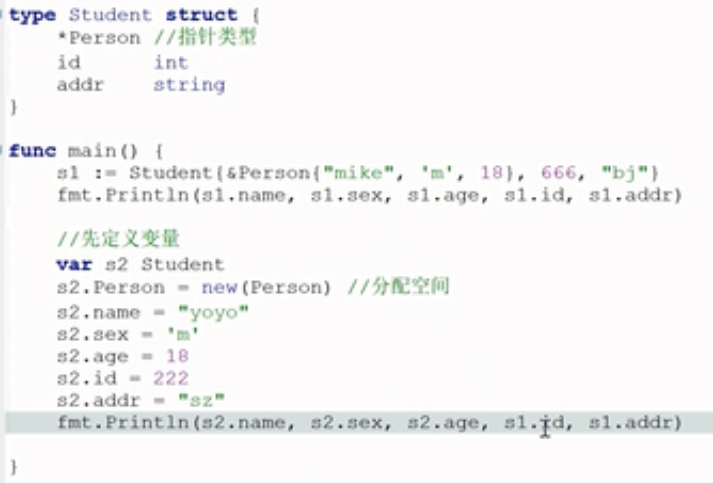 type Student struct {
*Person //指针类型
id int
addr string
}
func main() {
s1 := Student{&Person{"mike", 'm', 18}, 666, "bj"}
fmt.Println(s1.name, s1.sex, s1.age, s1.id, s1.addr)
//先定义变量
var s2 Student
s2.Person = new(Person) //分配空间
s2.name = "yoyo"
s2.sex = 'm'
s2.age = 18
s2.id = 222
s2.addr = "sz"
fmt.Println(s2.name, s2.sex, s2.age, s1.id, s1.addr)
}